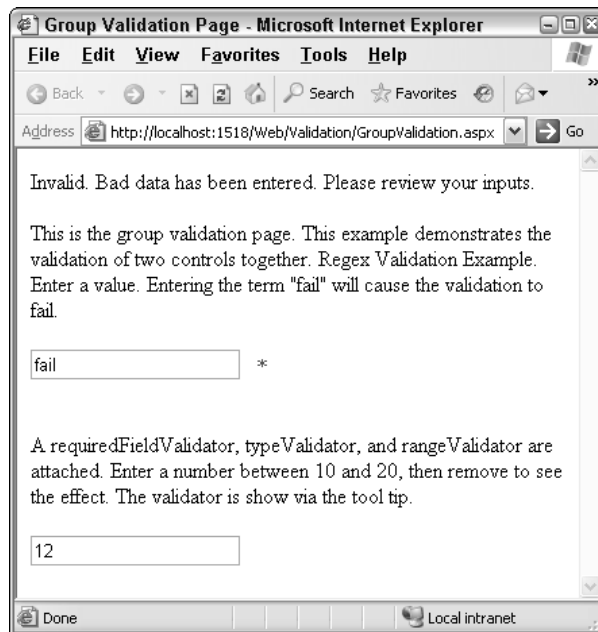 Group Validation Page - Microsoft Internet Explorer
File Edit View Favorites Tools Help
Back Search Favorites »
Address http://localhost:1518/Web/Validation/GroupValidation.aspx Go
Invalid. Bad data has been entered. Please review your inputs.
This is the group validation page. This example demonstrates the
validation of two controls together. Regex Validation Example.
Enter a value. Entering the term "fail" will cause the validation to
fail.
fail *
A requiredFieldValidator, typeValidator, and rangeValidator are
attached. Enter a number between 10 and 20, then remove to see
the effect. The validator is show via the tool tip.
12
Done Local intranet